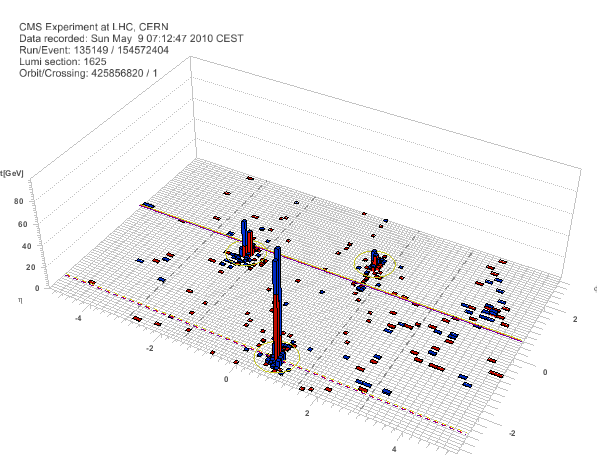 CMS Experiment at LHC, CERN
Data recorded: Sun May 9 07:12:47 2010 CEST
Run/Event: 135149 / 154572404
Lumi section: 1625
Orbit/Crossing: 425856820 / 1
t[GeV]
80
60
40
20
0
η
-4
-2
0
2
4
-2
0
2